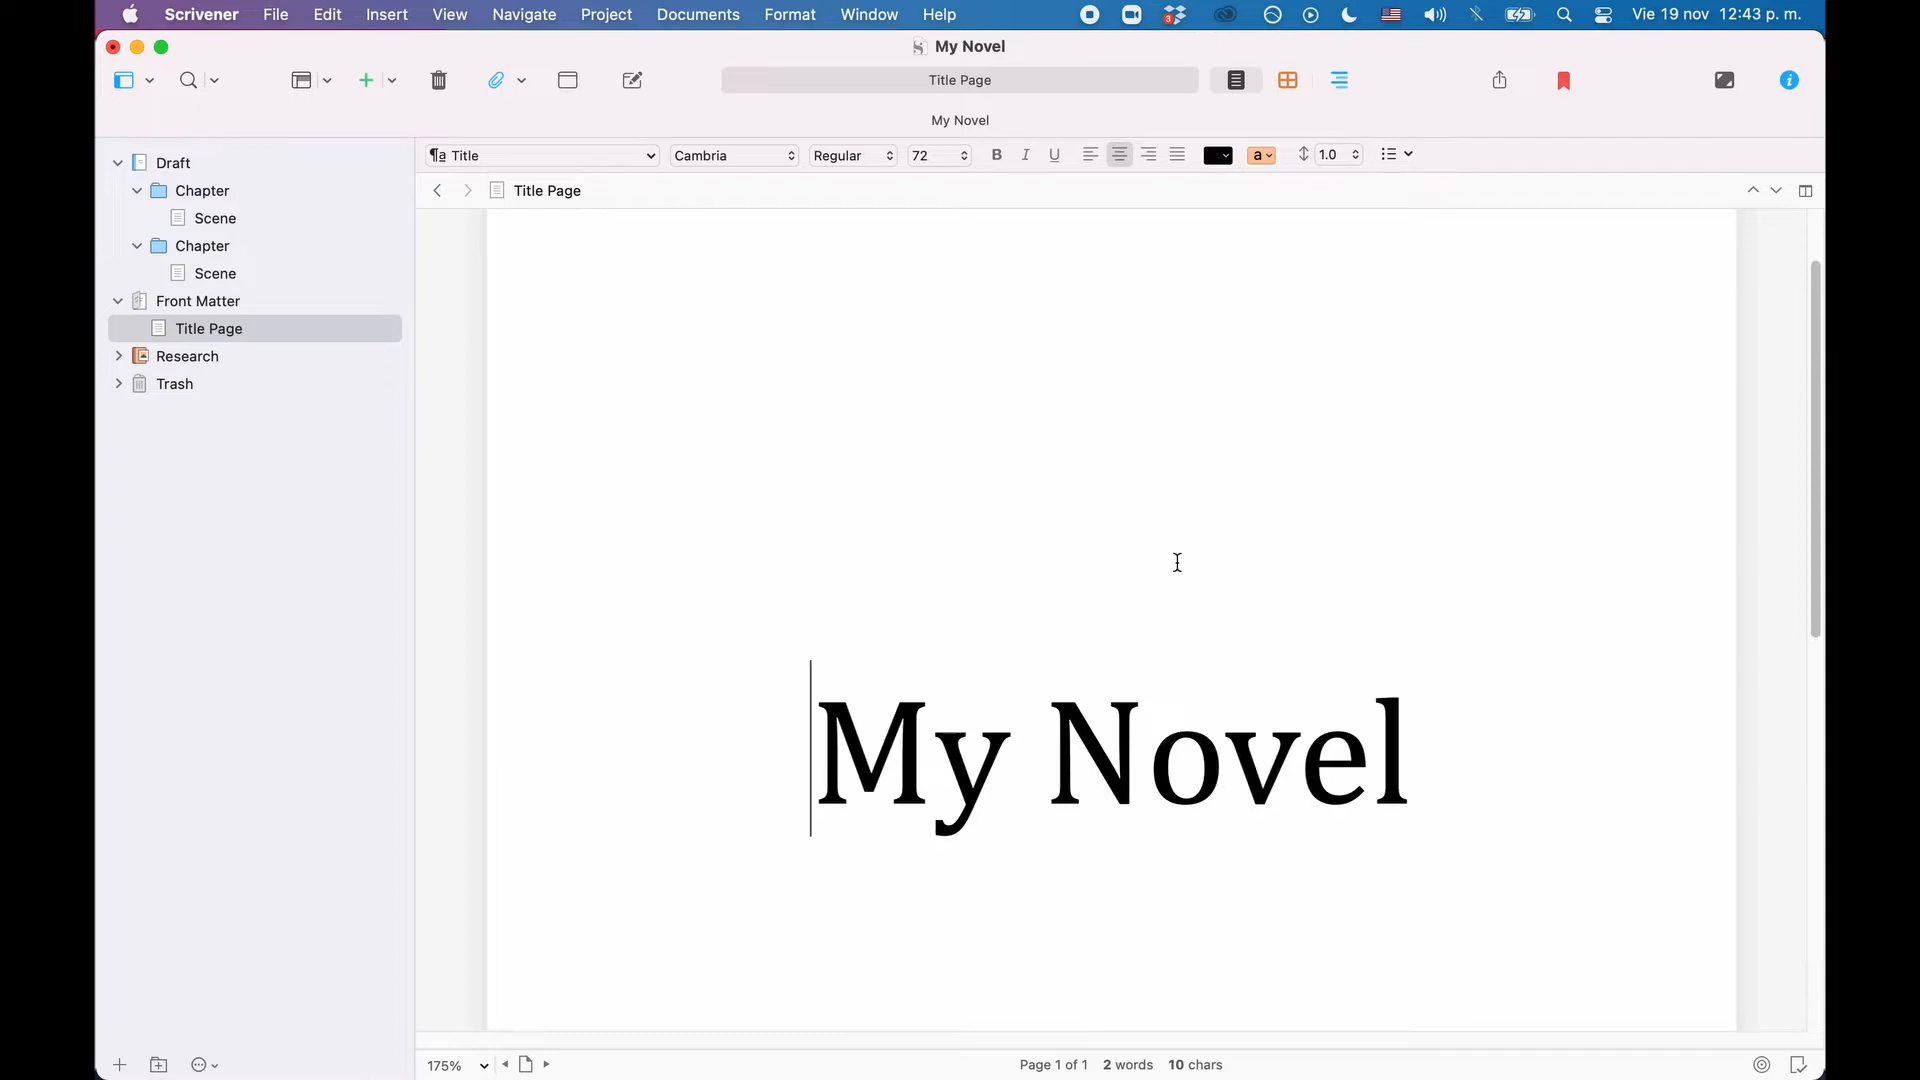 Scrivener File Edit Insert View Navigate Project Documents Format Window Help 3 Vie 19 nov 12:43 p. m.
My Novel
Title Page
My Novel
Title Cambria Regular 72 B I U a 1.0
Title Page
Draft
Chapter
Scene
Chapter
Scene
Front Matter
Title Page
Research
Trash
My Novel
175% Page 1 of 1 2 words 10 chars